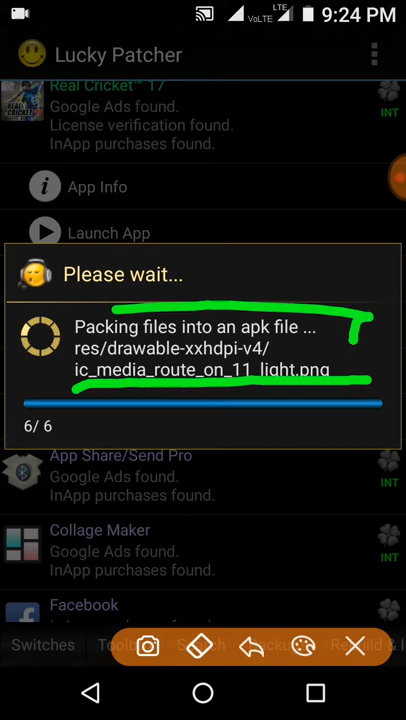 VoLTE
LTE
9:24 PM
Lucky Patcher
Real Cricket™ 17
Google Ads found.
License verification found.
InApp purchases found.
INT
App Info
Launch App
Please wait...
Packing files into an apk file ...
res/drawable-xxhdpi-v4/
ic_media_route_on_11_light.png
6/ 6
App Share/Send Pro
Google Ads found.
InApp purchases found.
INT
Collage Maker
Google Ads found.
InApp purchases found.
INT
Facebook
Switches